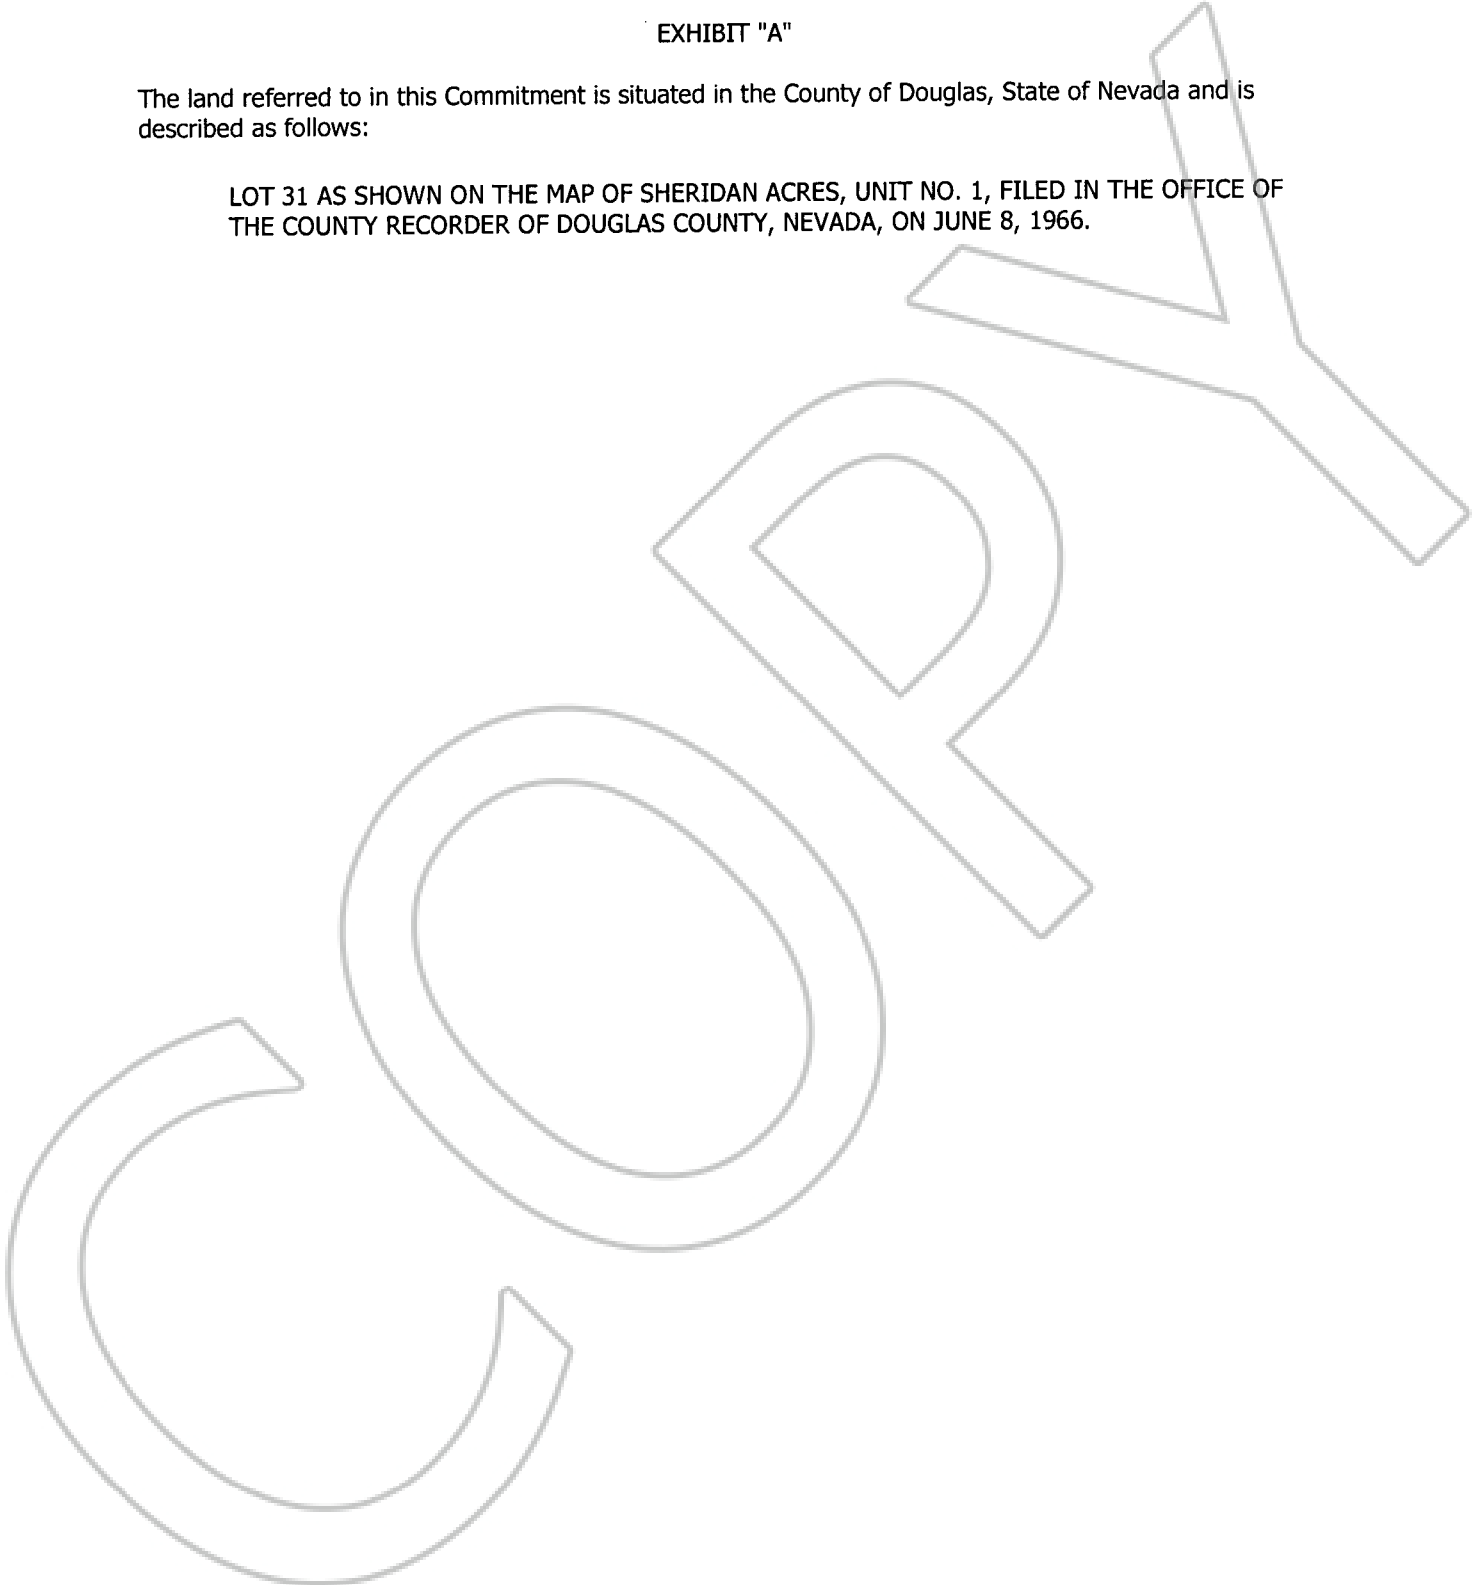 EXHIBIT "A"
The land referred to in this Commitment is situated in the County of Douglas, State of Nevada and is
described as follows:
LOT 31 AS SHOWN ON THE MAP OF SHERIDAN ACRES, UNIT NO. 1, FILED IN THE OFFICE OF
THE COUNTY RECORDER OF DOUGLAS COUNTY, NEVADA, ON JUNE 8, 1966.
COPY